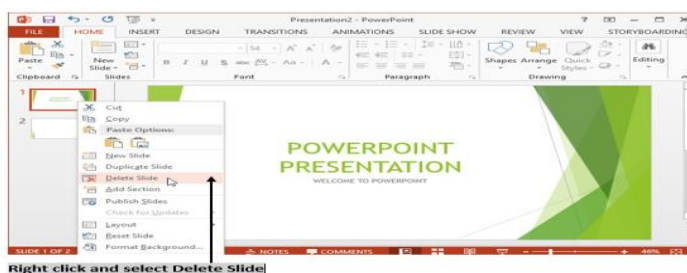 Presentation2 - PowerPoint
FILE HOME INSERT DESIGN TRANSITIONS ANIMATIONS SLIDE SHOW REVIEW VIEW STORYBOARDING
Paste New Slide Shapes Arrange Quick Styles Editing
Clipboard Slides Font Paragraph Drawing
1
Cut
Copy
2
Paste Options:
New Slide
Duplicate Slide
Delete Slide
Add Section
Publish Slides
Check for Updates
Layout
Reset Slide
Format Background...
POWERPOINT
PRESENTATION
WELCOME TO POWERPOINT
SLIDE 1 OF 2 NOTES COMMENTS 46%
Right click and select Delete Slide